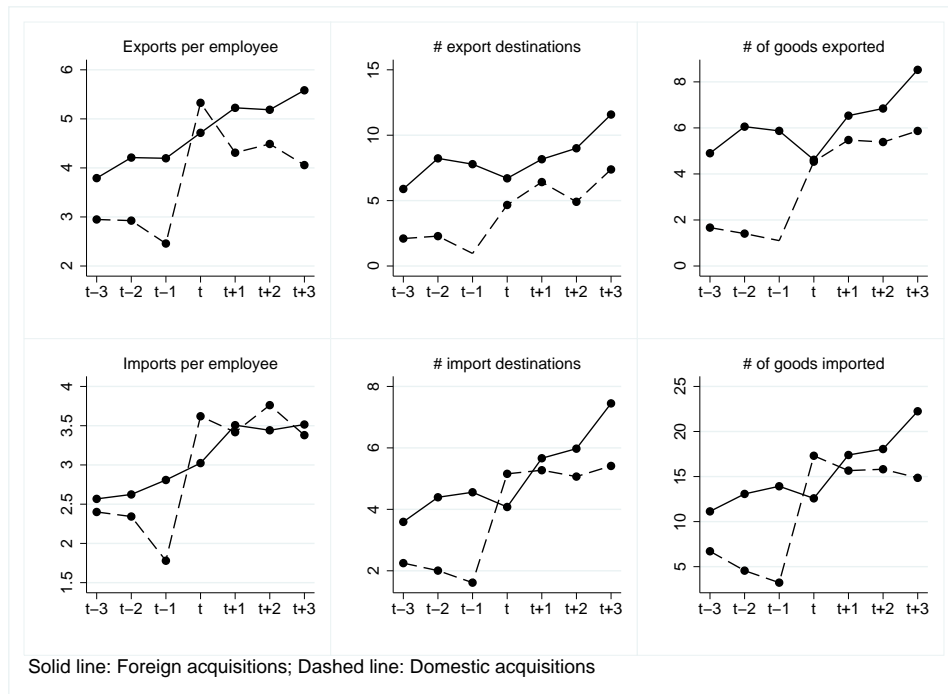 Exports per employee
6
5
4
3
2
t−3 t−2 t−1 t t+1 t+2 t+3
# export destinations
15
10
5
0
t−3 t−2 t−1 t t+1 t+2 t+3
# of goods exported
8
6
4
2
0
t−3 t−2 t−1 t t+1 t+2 t+3
Imports per employee
4
3.5
3
2.5
2
1.5
t−3 t−2 t−1 t t+1 t+2 t+3
# import destinations
8
6
4
2
t−3 t−2 t−1 t t+1 t+2 t+3
# of goods imported
25
20
15
10
5
t−3 t−2 t−1 t t+1 t+2 t+3
Solid line: Foreign acquisitions; Dashed line: Domestic acquisitions